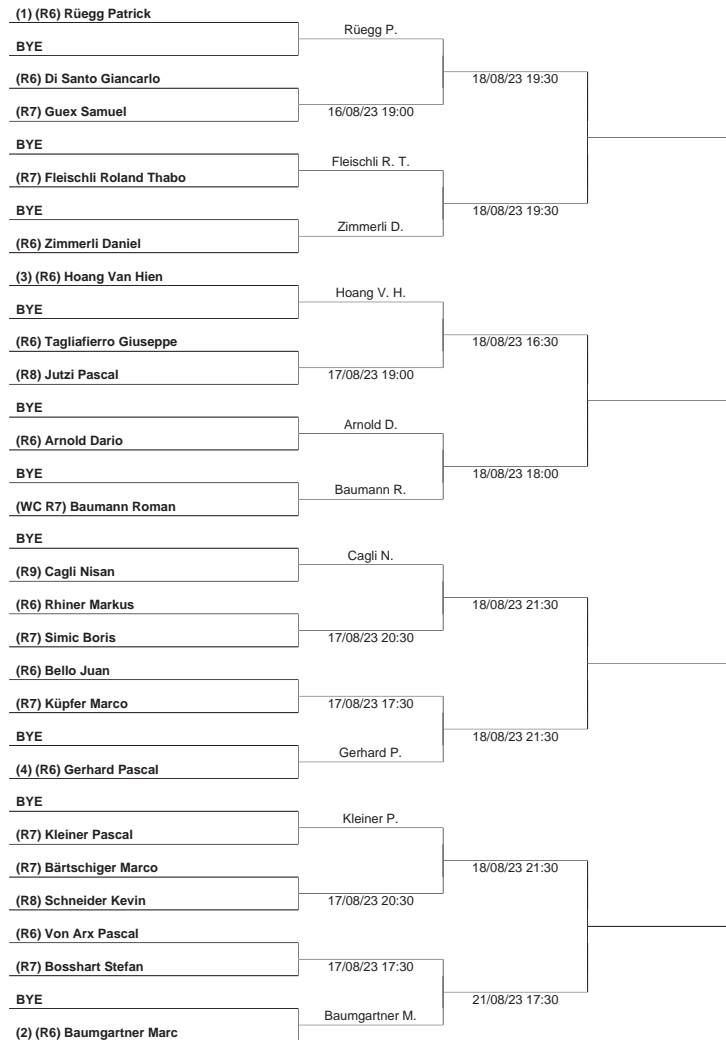 (1) (R6) Rüegg Patrick
Rüegg P.
BYE
18/08/23 19:30
(R6) Di Santo Giancarlo
16/08/23 19:00
(R7) Guex Samuel
BYE
Fleischli R. T.
(R7) Fleischli Roland Thabo
18/08/23 19:30
BYE
Zimmerli D.
(R6) Zimmerli Daniel
(3) (R6) Hoang Van Hien
Hoang V. H.
BYE
18/08/23 16:30
(R6) Tagliafierro Giuseppe
17/08/23 19:00
(R8) Jutzi Pascal
BYE
Arnold D.
(R6) Arnold Dario
18/08/23 18:00
BYE
Baumann R.
(WC R7) Baumann Roman
BYE
Cagli N.
(R9) Cagli Nisan
18/08/23 21:30
(R6) Rhiner Markus
17/08/23 20:30
(R7) Simic Boris
(R6) Bello Juan
17/08/23 17:30
(R7) Küpfer Marco
18/08/23 21:30
BYE
Gerhard P.
(4) (R6) Gerhard Pascal
BYE
Kleiner P.
(R7) Kleiner Pascal
18/08/23 21:30
(R7) Bärtschiger Marco
17/08/23 20:30
(R8) Schneider Kevin
(R6) Von Arx Pascal
17/08/23 17:30
(R7) Bosshart Stefan
21/08/23 17:30
BYE
Baumgartner M.
(2) (R6) Baumgartner Marc